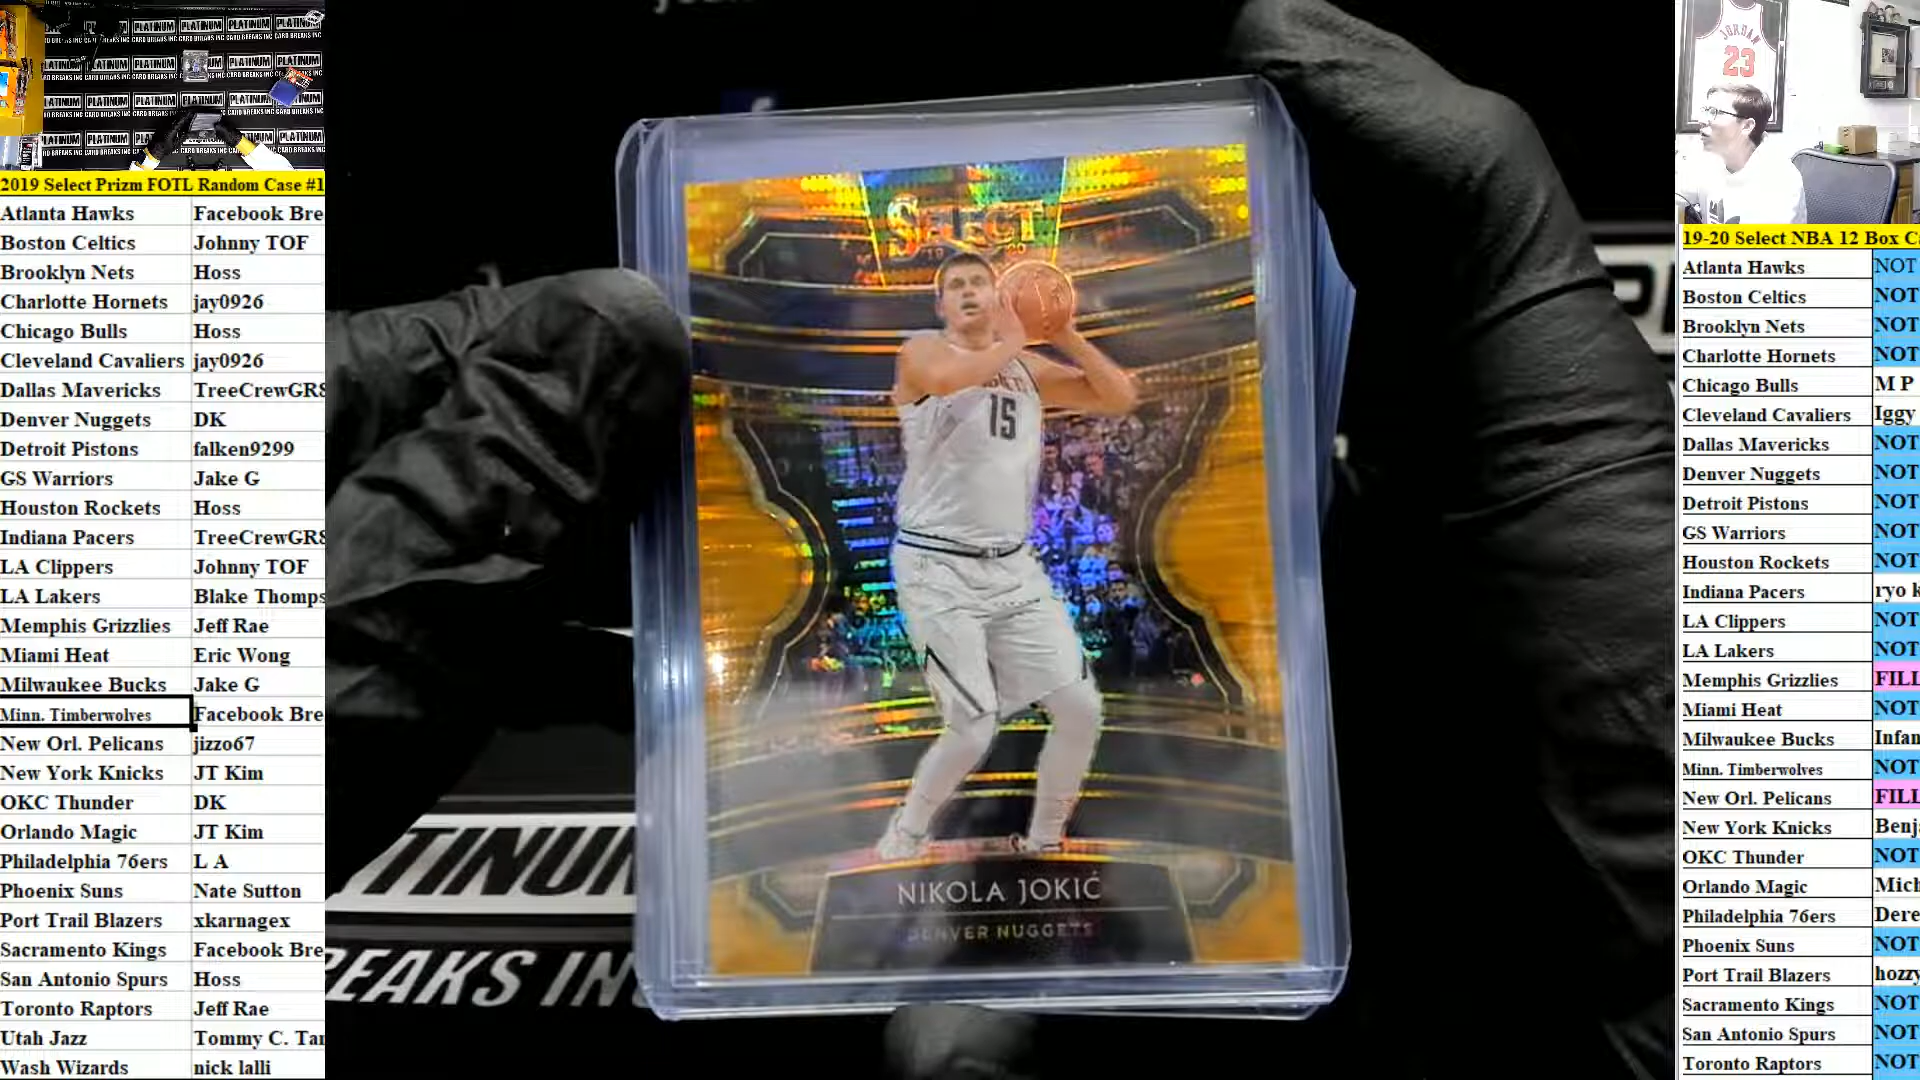 2019 Select Prizm FOTL Random Case #1
Atlanta Hawks Facebook Bre
Boston Celtics Johnny TOF
Brooklyn Nets Hoss
Charlotte Hornets jay0926
Chicago Bulls Hoss
Cleveland Cavaliers jay0926
Dallas Mavericks TreeCrewGR8
Denver Nuggets DK
Detroit Pistons falken9299
GS Warriors Jake G
Houston Rockets Hoss
Indiana Pacers TreeCrewGR8
LA Clippers Johnny TOF
LA Lakers Blake Thomps
Memphis Grizzlies Jeff Rae
Miami Heat Eric Wong
Milwaukee Bucks Jake G
Minn. Timberwolves Facebook Bre
New Orl. Pelicans jizzo67
New York Knicks JT Kim
OKC Thunder DK
Orlando Magic JT Kim
Philadelphia 76ers L A
Phoenix Suns Nate Sutton
Port Trail Blazers xkarnagex
Sacramento Kings Facebook Bre
San Antonio Spurs Hoss
Toronto Raptors Jeff Rae
Utah Jazz Tommy C. Tan
Wash Wizards nick lalli
SELECT
15
NIKOLA JOKIĆ
DENVER NUGGETS
TINUM
REAKS IN
JORDAN
23
19-20 Select NBA 12 Box C
Atlanta Hawks NOT
Boston Celtics NOT
Brooklyn Nets NOT
Charlotte Hornets NOT
Chicago Bulls M P
Cleveland Cavaliers Iggy
Dallas Mavericks NOT
Denver Nuggets NOT
Detroit Pistons NOT
GS Warriors NOT
Houston Rockets NOT
Indiana Pacers ryo k
LA Clippers NOT
LA Lakers NOT
Memphis Grizzlies FILL
Miami Heat NOT
Milwaukee Bucks Infan
Minn. Timberwolves NOT
New Orl. Pelicans FILL
New York Knicks Benj
OKC Thunder NOT
Orlando Magic Mich
Philadelphia 76ers Dere
Phoenix Suns NOT
Port Trail Blazers hozzy
Sacramento Kings NOT
San Antonio Spurs NOT
Toronto Raptors NOT